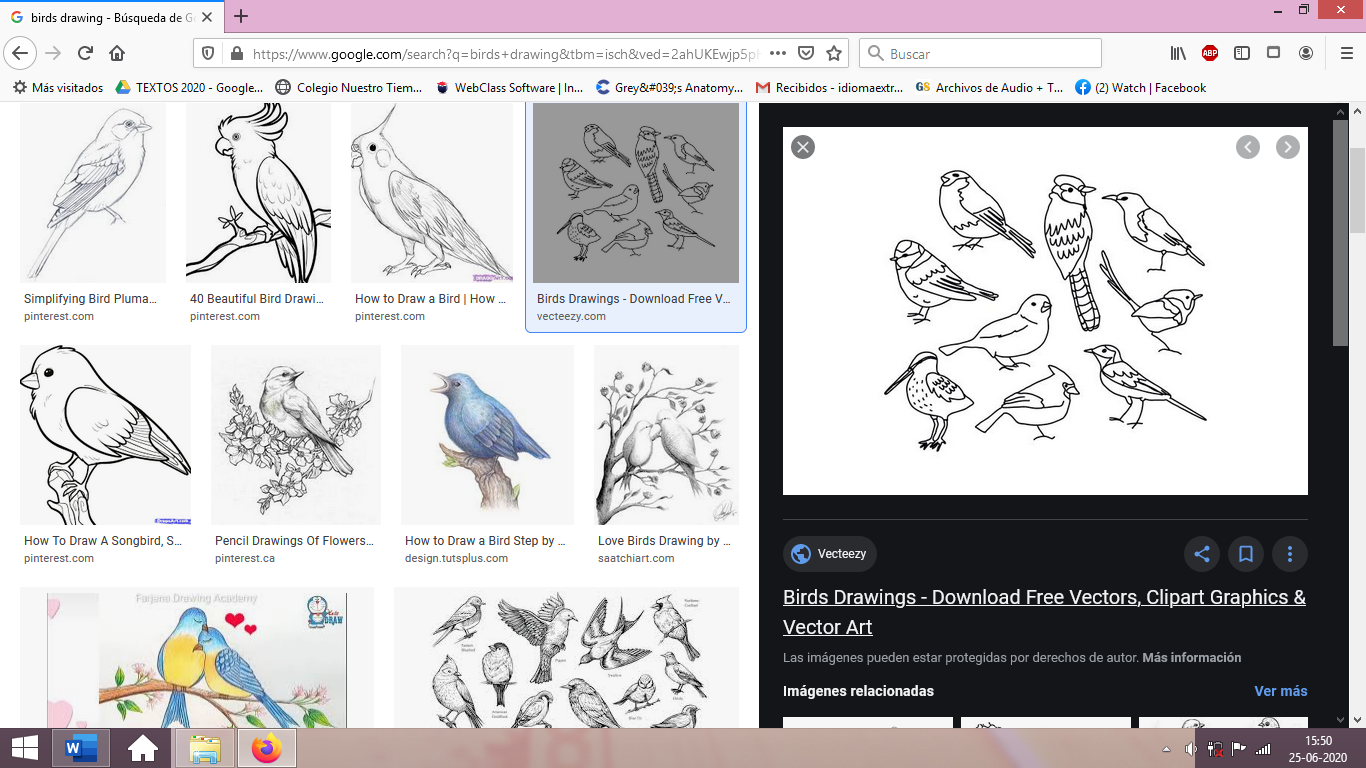 birds drawing - Búsqueda de G
https://www.google.com/search?q=birds+drawing&tbm=isch&ved=2ahUKEwjp5p
Buscar
ABP
Más visitados
TEXTOS 2020 - Google...
Colegio Nuestro Tiem...
WebClass Software | In...
Grey&#039;s Anatomy...
Recibidos - idiomaextr...
GS Archivos de Audio + T...
(2) Watch | Facebook
Simplifying Bird Pluma...
pinterest.com
40 Beautiful Bird Drawi...
pinterest.com
How to Draw a Bird | How ...
pinterest.com
Birds Drawings - Download Free V...
vecteezy.com
How To Draw A Songbird, S...
pinterest.com
Pencil Drawings Of Flowers...
pinterest.ca
How to Draw a Bird Step by ...
design.tutsplus.com
Love Birds Drawing by ...
saatchiart.com
Farjana Drawing Academy
DRAW
Vecteezy
Birds Drawings - Download Free Vectors, Clipart Graphics &
Vector Art
Las imágenes pueden estar protegidas por derechos de autor. Más información
Imágenes relacionadas
Ver más
15:50
25-06-2020